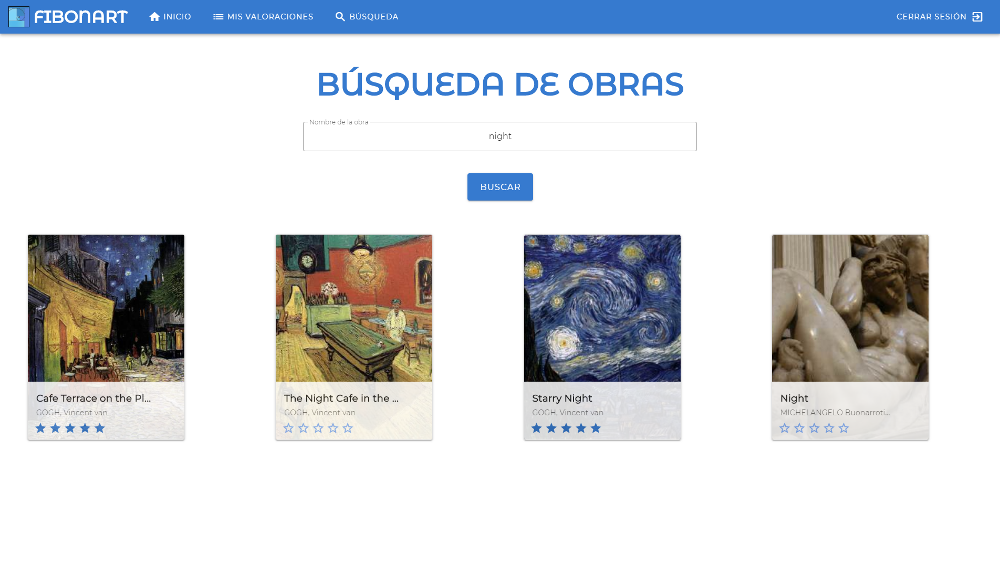 FIBONART INICIO MIS VALORACIONES BÚSQUEDA CERRAR SESIÓN
BÚSQUEDA DE OBRAS
Nombre de la obra
night
BUSCAR
Cafe Terrace on the Pl...
GOGH, Vincent van
The Night Cafe in the ...
GOGH, Vincent van
Starry Night
GOGH, Vincent van
Night
MICHELANGELO Buonarroti...